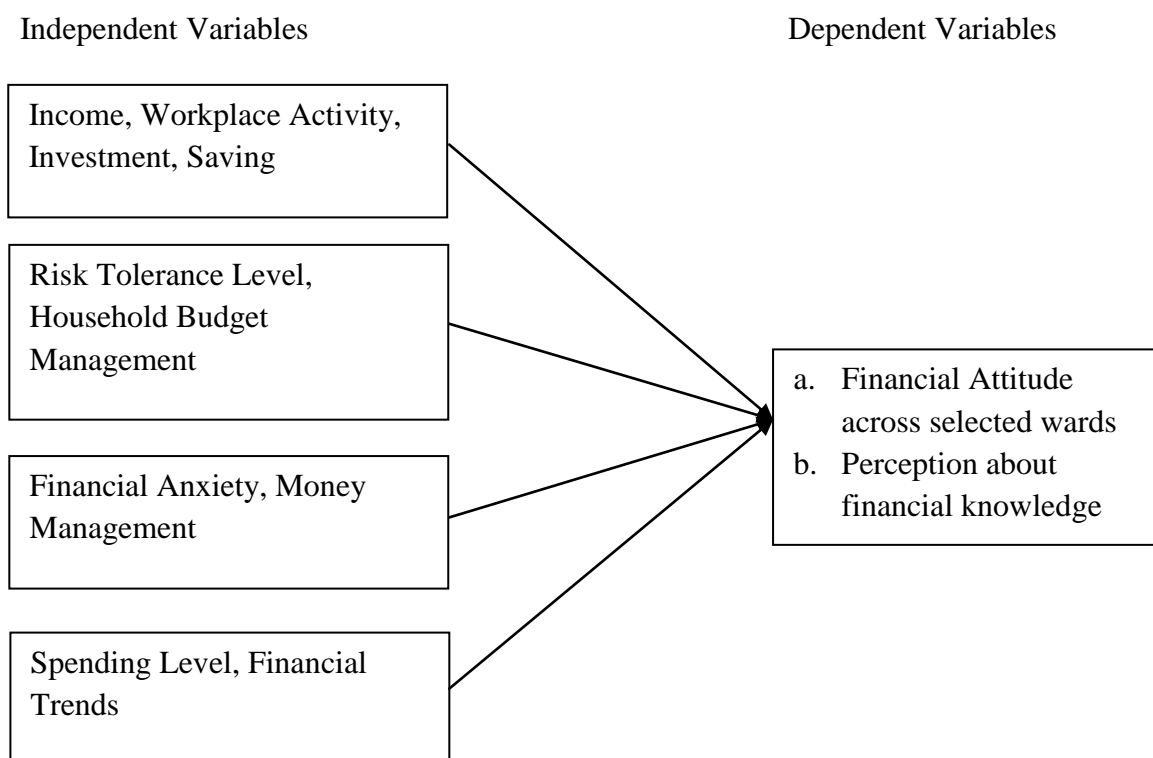 Independent Variables
Dependent Variables
Income, Workplace Activity,
Investment, Saving
Risk Tolerance Level,
Household Budget
Management
Financial Anxiety, Money
Management
Spending Level, Financial
Trends
a. Financial Attitude
across selected wards
b. Perception about
financial knowledge